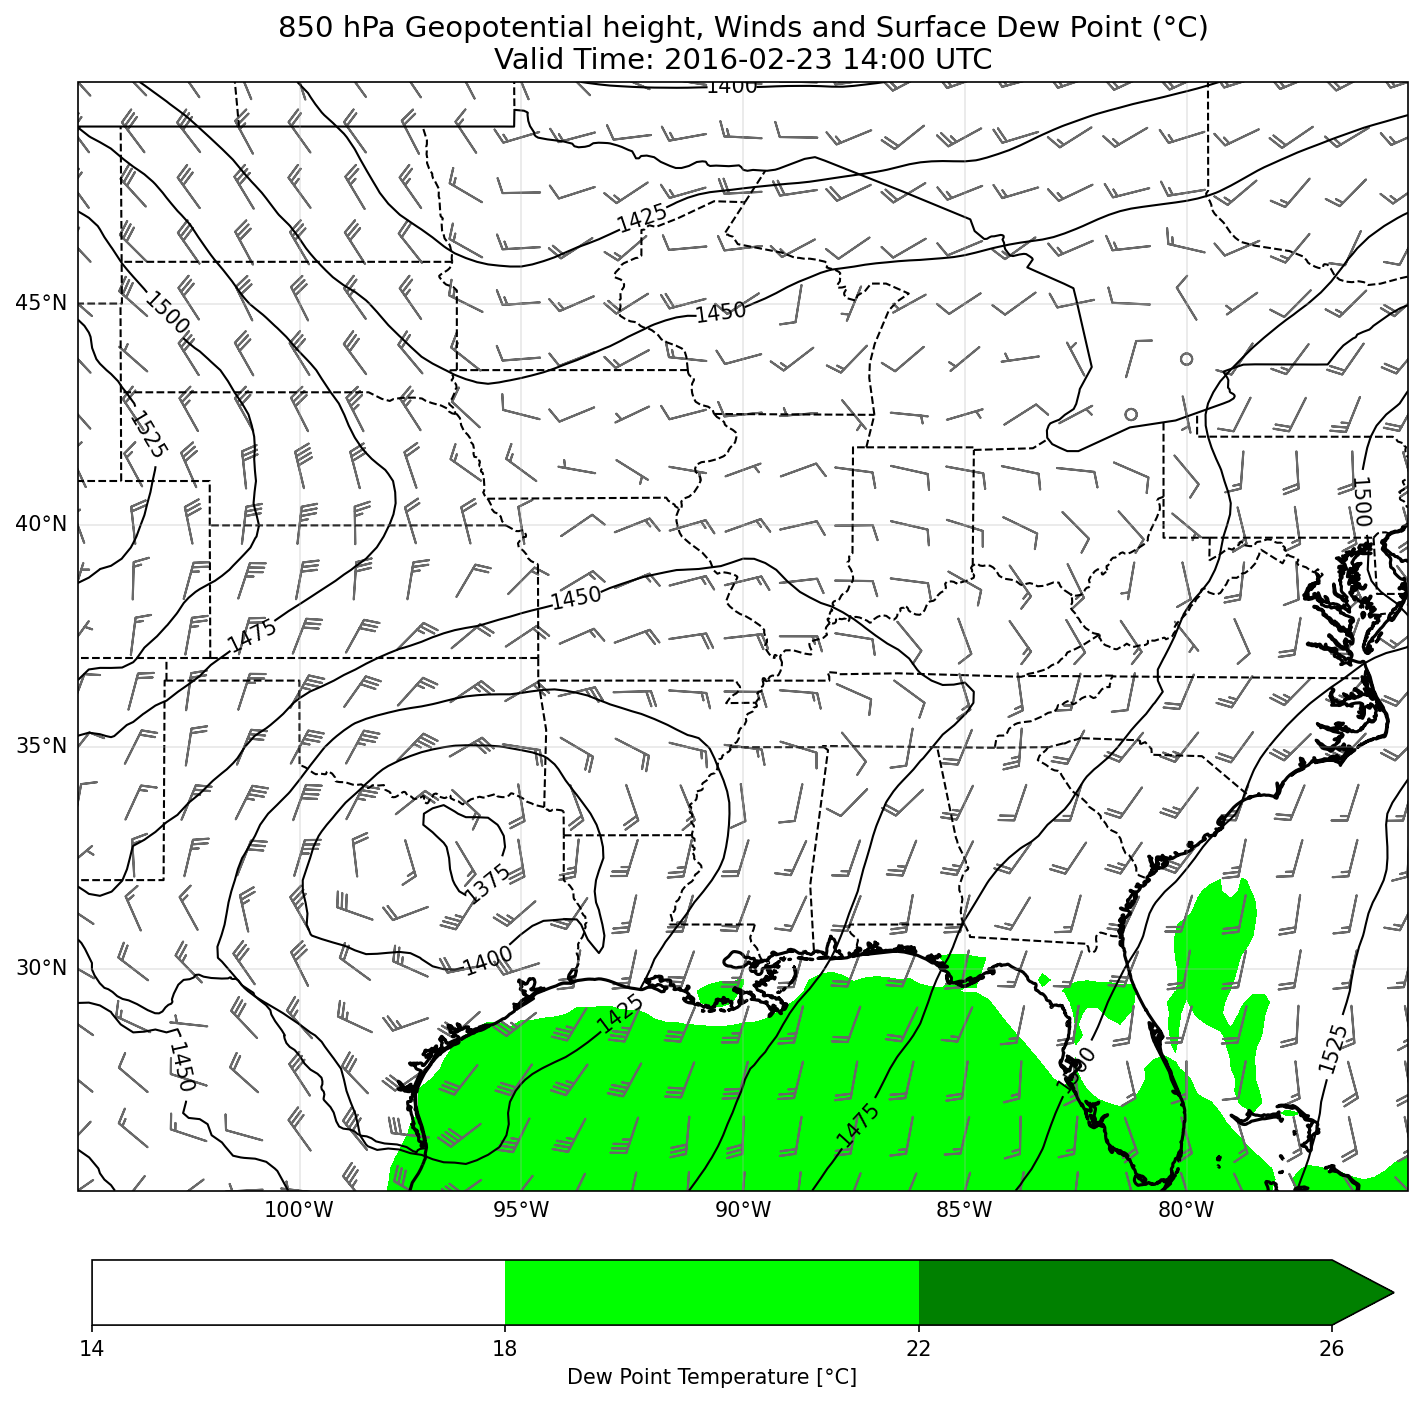 850 hPa Geopotential height, Winds and Surface Dew Point (°C)
Valid Time: 2016-02-23 14:00 UTC
1400
1425
1450
1500
1525
45°N
1500
40°N
1450
1475
35°N
1375
1400
30°N
1425
1450
1475
1525
100°W 95°W 90°W 85°W 80°W
14 18 22 26
Dew Point Temperature [°C]